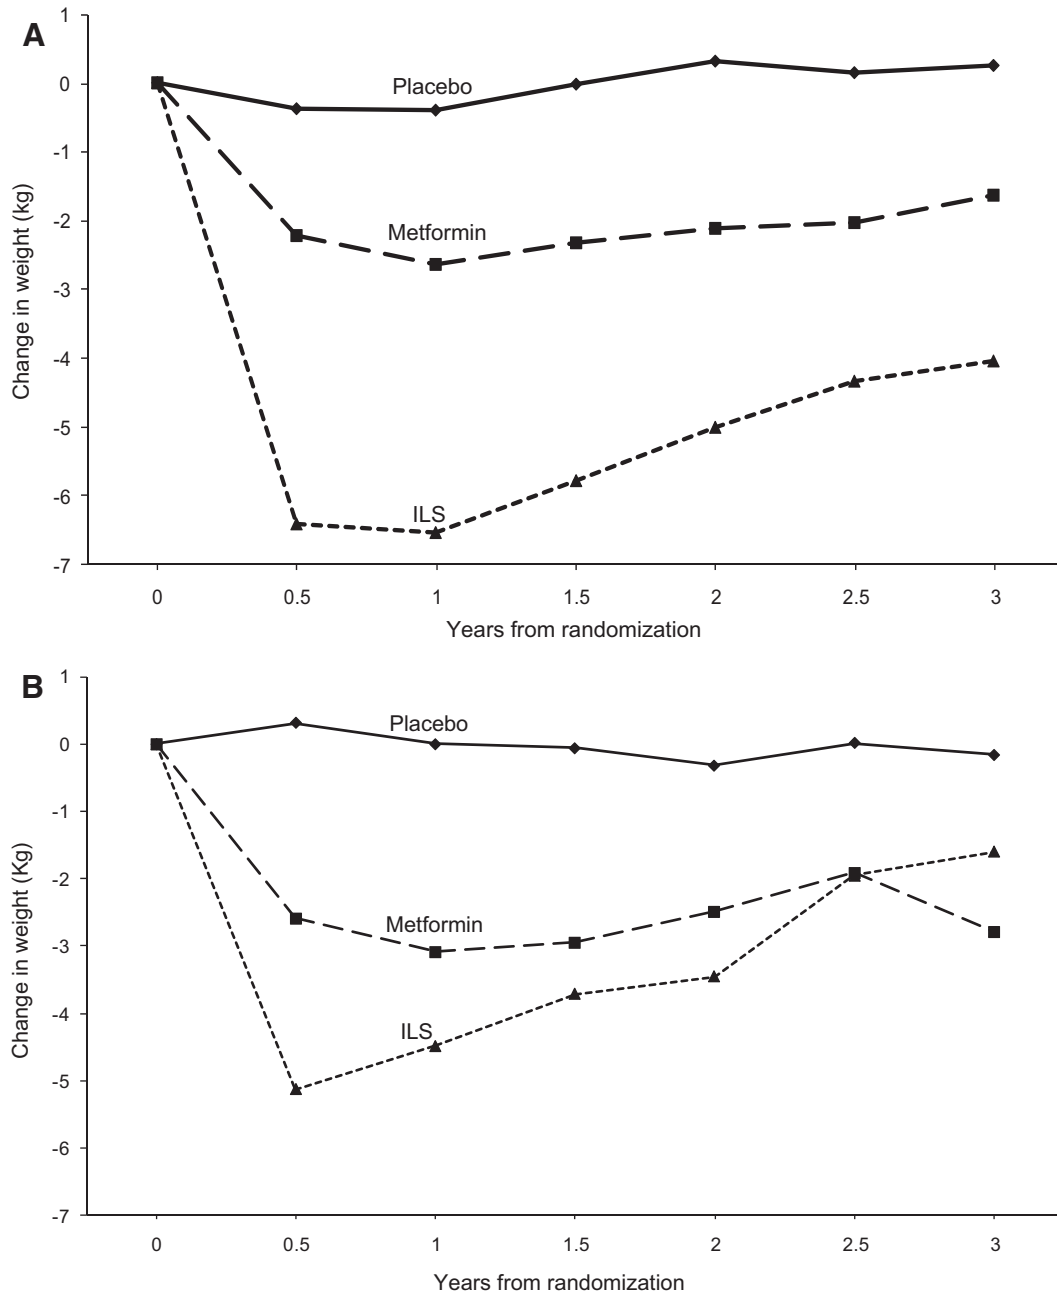 A
1
0
-1
-2
-3
-4
-5
-6
-7
Change in weight (kg)
Placebo
Metformin
ILS
0 0.5 1 1.5 2 2.5 3
Years from randomization
B
1
0
-1
-2
-3
-4
-5
-6
-7
Change in weight (Kg)
Placebo
Metformin
ILS
0 0.5 1 1.5 2 2.5 3
Years from randomization